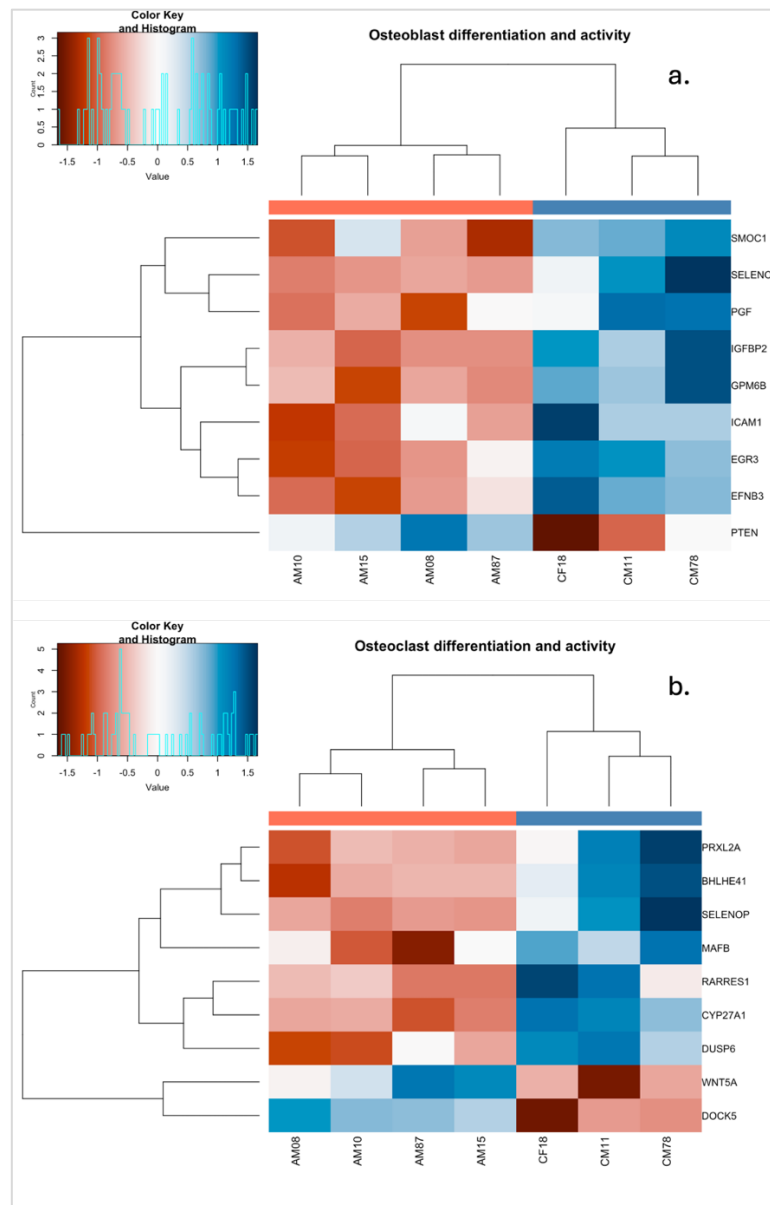 Color Key
and Histogram
Count
0 0.5 1 1.5 2 2.5 3
-1.5 -1 -0.5 0 0.5 1 1.5
Value
Osteoblast differentiation and activity
a.
SMOC1
PGF
IGFBP2
GPM6B
ICAM1
EGR3
EFNB3
PTEN
AM10 AM15 AM08 AM87 CF18 CM11 CM78
Color Key
and Histogram
Count
0 1 2 3 4 5
-1.5 -1 -0.5 0 0.5 1 1.5
Value
Osteoclast differentiation and activity
b.
PRXL2A
BHLHE41
SELENOP
MAFB
RARRES1
CYP27A1
DUSP6
WNT5A
DOCK5
AM08 AM10 AM87 AM15 CF18 CM11 CM78